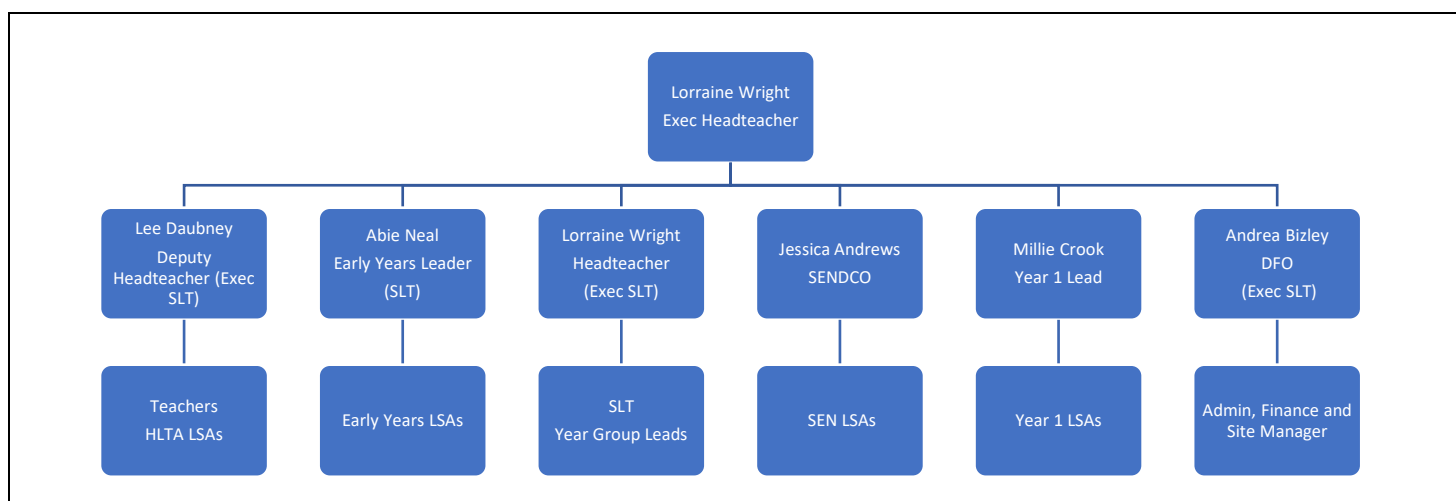 Lorraine Wright
Exec Headteacher
Lee Daubney
Deputy
Headteacher (Exec
SLT)
Abie Neal
Early Years Leader
(SLT)
Lorraine Wright
Headteacher
(Exec SLT)
Jessica Andrews
SENDCO
Millie Crook
Year 1 Lead
Andrea Bizley
DFO
(Exec SLT)
Teachers
HLTA LSAs
Early Years LSAs
SLT
Year Group Leads
SEN LSAs
Year 1 LSAs
Admin, Finance and
Site Manager